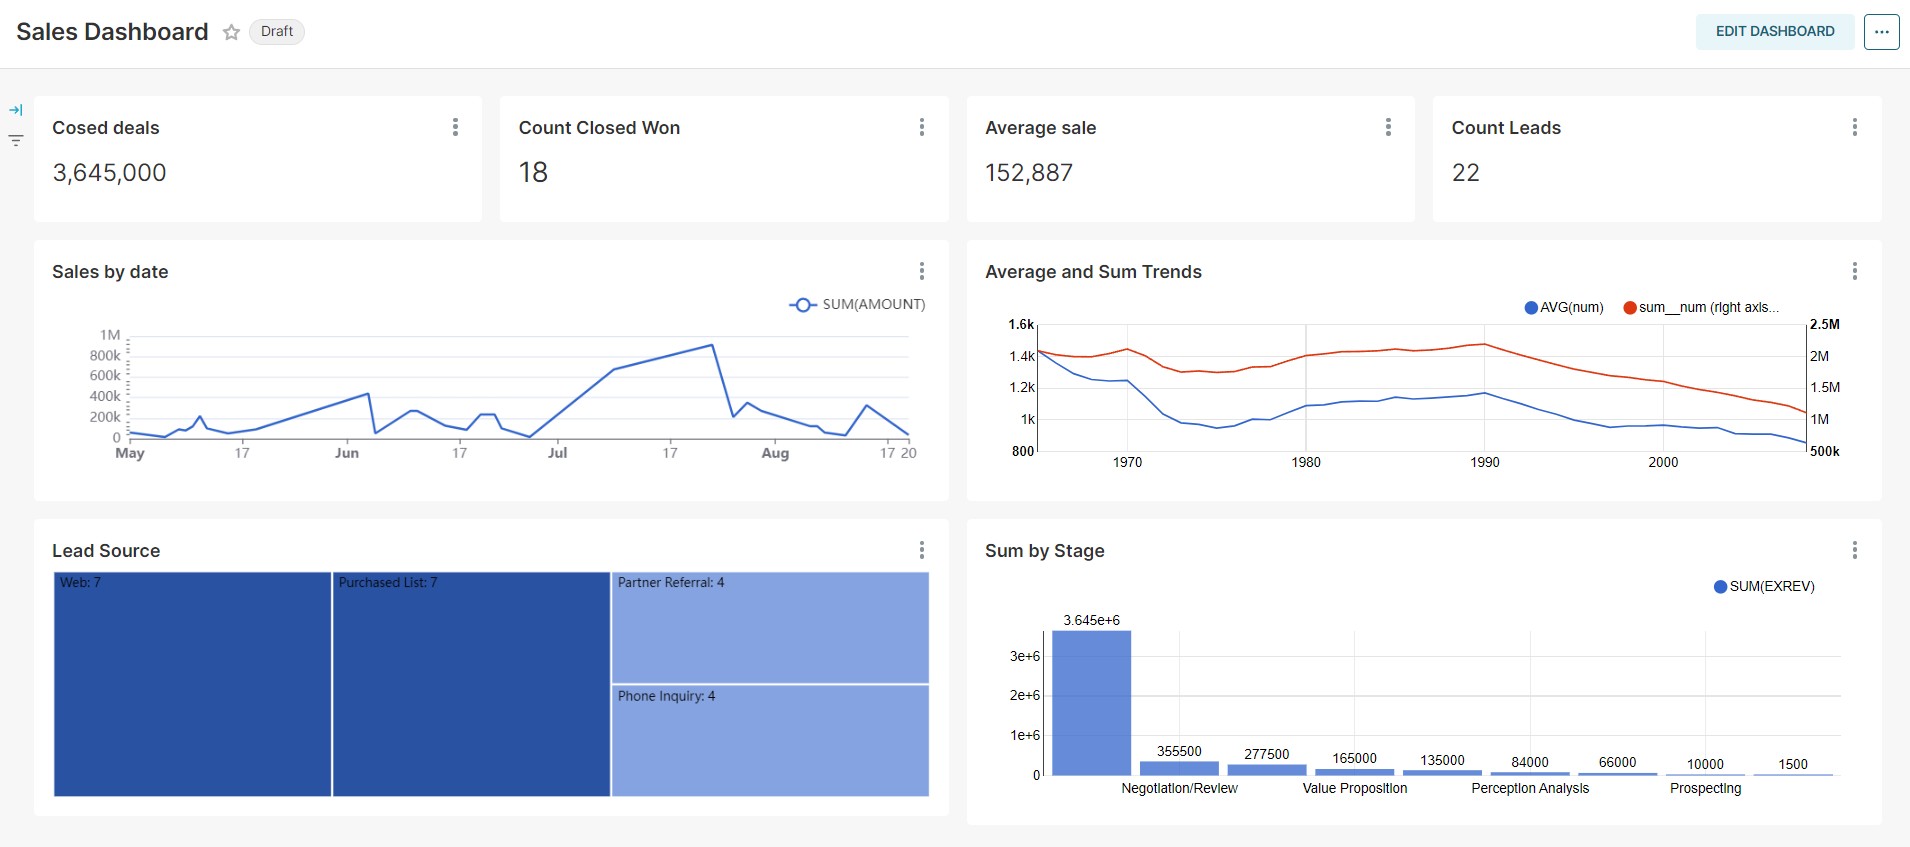 Sales Dashboard Draft
EDIT DASHBOARD ...
Cosed deals
3,645,000
Count Closed Won
18
Average sale
152,887
Count Leads
22
Sales by date
SUM(AMOUNT)
1M
800k
600k
400k
200k
0
May 17 Jun 17 Jul 17 Aug 17 20
Average and Sum Trends
AVG(num) sum__num (right axis...
1.6k 2.5M
1.4k 2M
1.2k 1.5M
1k 1M
800 500k
1970 1980 1990 2000
Lead Source
Web: 7 Purchased List: 7 Partner Referral: 4
Phone Inquiry: 4
Sum by Stage
SUM(EXREV)
3.645e+6
3e+6
2e+6
1e+6
355500 277500 165000 135000 84000 66000 10000 1500
0
Negotiation/Review Value Proposition Perception Analysis Prospecting